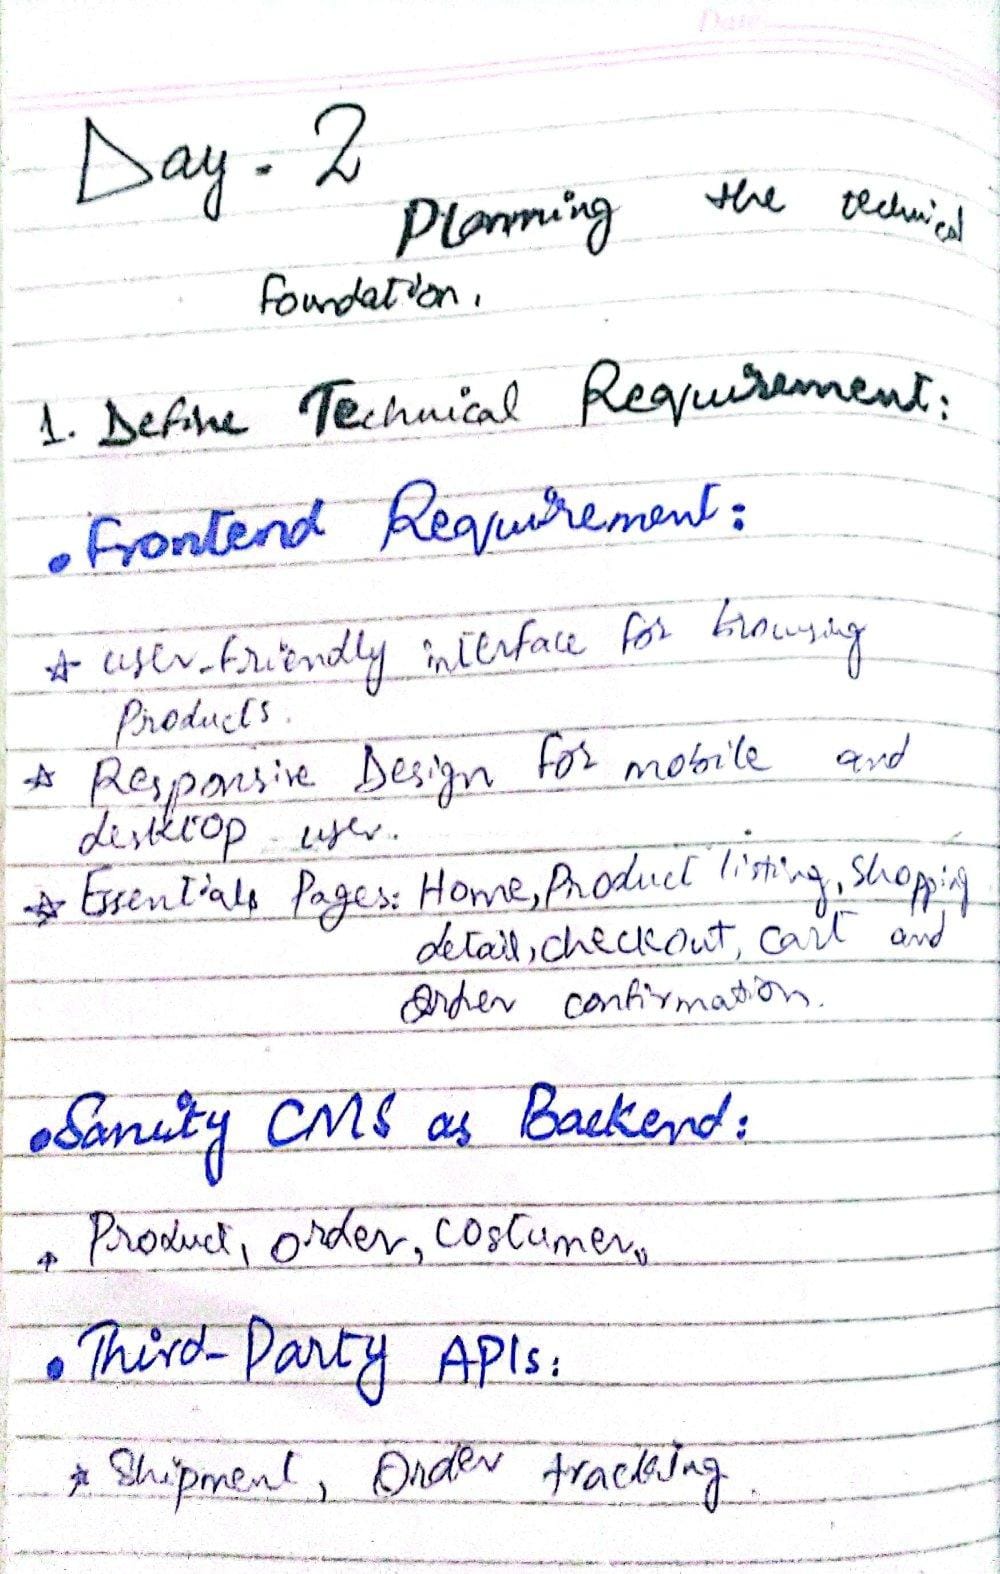 Date
Day - 2
Planning the technical
foundation.
1. Define Technical Requirement:
• Frontend Requirement:
☆ user-friendly interface for browsing
Products.
☆ Responsive Design for mobile and
desktop user.
☆ Essentials Pages: Home, Product listing, Shopping
detail, checkout, cart and
Order confirmation.
• Sanity CMS as Backend:
* Product, order, costumer.
• Third-Party APIs:
* Shipment, Order tracking.